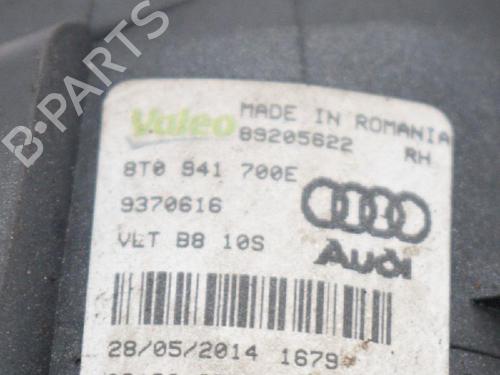 B-PARTS
Valeo
MADE IN ROMANIA
89205622 RH
8T0 941 700E
9370616
VLT B8 10S
Audi
28/05/2014 1679